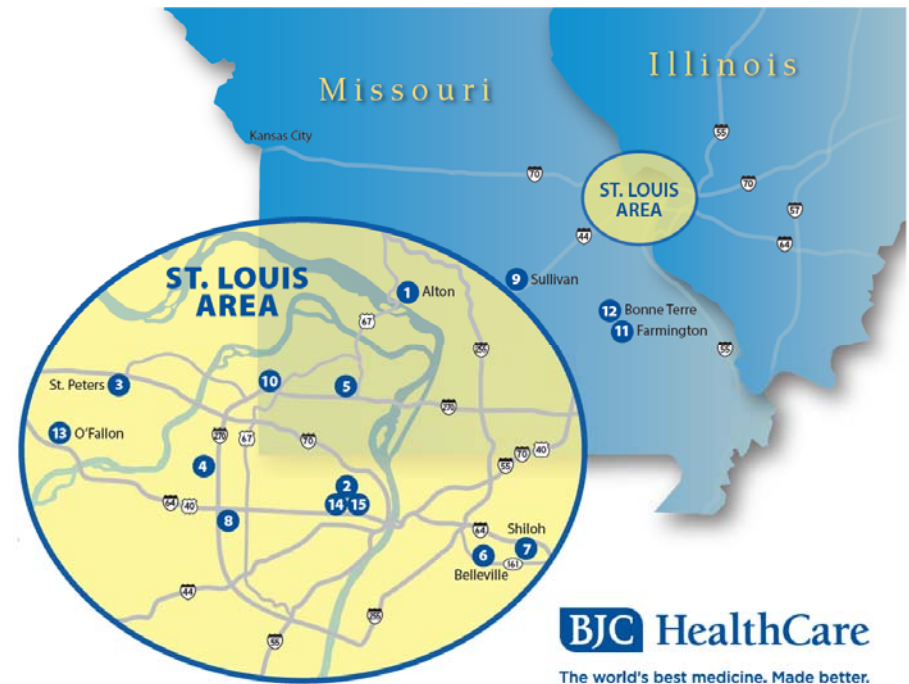 Missouri
Illinois
Kansas City
55
70
ST. LOUIS
AREA
70
57
44
64
9 Sullivan
12 Bonne Terre
11 Farmington
55
ST. LOUIS
AREA
1 Alton
67
255
St. Peters 3
10
5
270
13 O'Fallon
270
67
70
55
70
40
4
2
64
40
14
15
8
64
Shiloh
6
7
161
Belleville
44
255
55
BJC HealthCare
The world's best medicine. Made better.